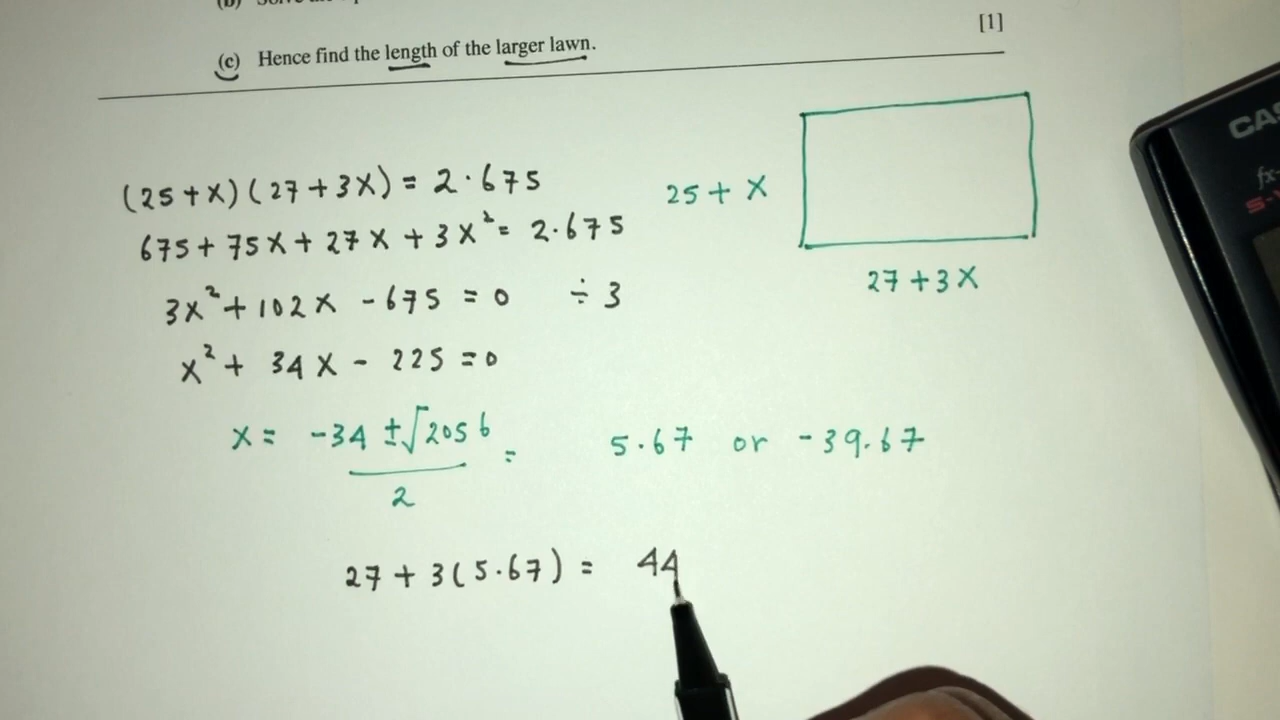 (c) Hence find the length of the larger lawn.
[1]
(25+x)(27+3x) = 2·675
675+75x+27x+3x²= 2·675
3x²+102x -675 =0 ÷3
x²+ 34x - 225 =0
x= -34 ±√2056 = 5.67 or -39.67
2
27+3(5.67) = 44
25+x
27+3x
CAS
fx-